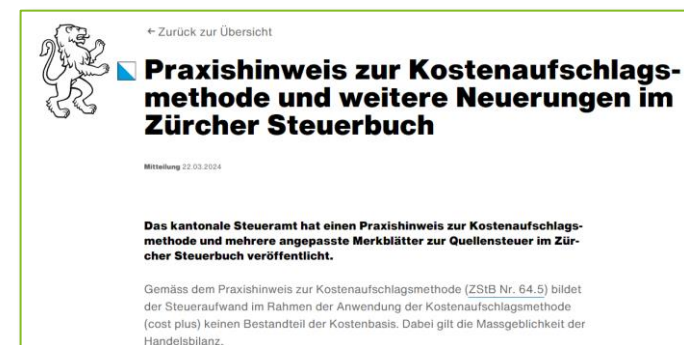 ← Zurück zur Übersicht
Praxishinweis zur Kostenaufschlags-
methode und weitere Neuerungen im
Zürcher Steuerbuch
Mitteilung 22.03.2024
Das kantonale Steueramt hat einen Praxishinweis zur Kostenaufschlags-
methode und mehrere angepasste Merkblätter zur Quellensteuer im Zür-
cher Steuerbuch veröffentlicht.
Gemäss dem Praxishinweis zur Kostenaufschlagsmethode (ZStB Nr. 64.5) bildet
der Steueraufwand im Rahmen der Anwendung der Kostenaufschlagsmethode
(cost plus) keinen Bestandteil der Kostenbasis. Dabei gilt die Massgeblichkeit der
Handelsbilanz.